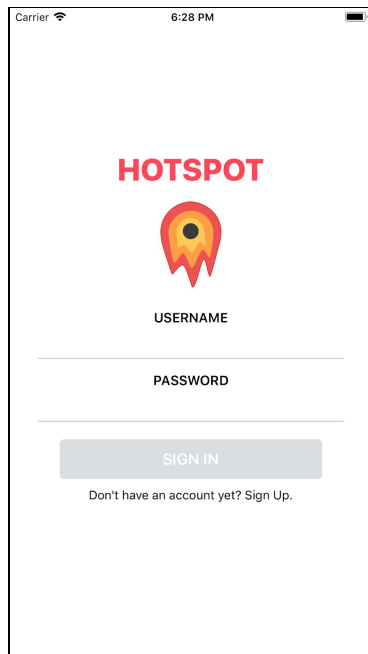 Carrier 6:28 PM
HOTSPOT
USERNAME
PASSWORD
SIGN IN
Don't have an account yet? Sign Up.